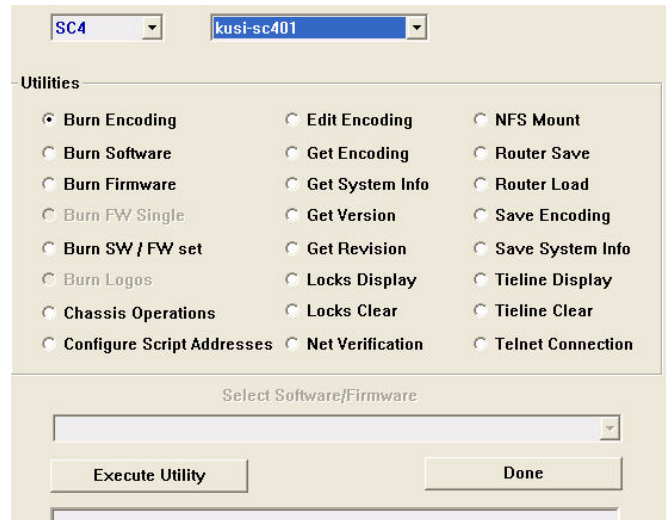 SC4 kusi-sc401
Utilities
Burn Encoding Edit Encoding NFS Mount
Burn Software Get Encoding Router Save
Burn Firmware Get System Info Router Load
Burn FW Single Get Version Save Encoding
Burn SW / FW set Get Revision Save System Info
Burn Logos Locks Display Tieline Display
Chassis Operations Locks Clear Tieline Clear
Configure Script Addresses Net Verification Telnet Connection
Select Software/Firmware
Execute Utility Done